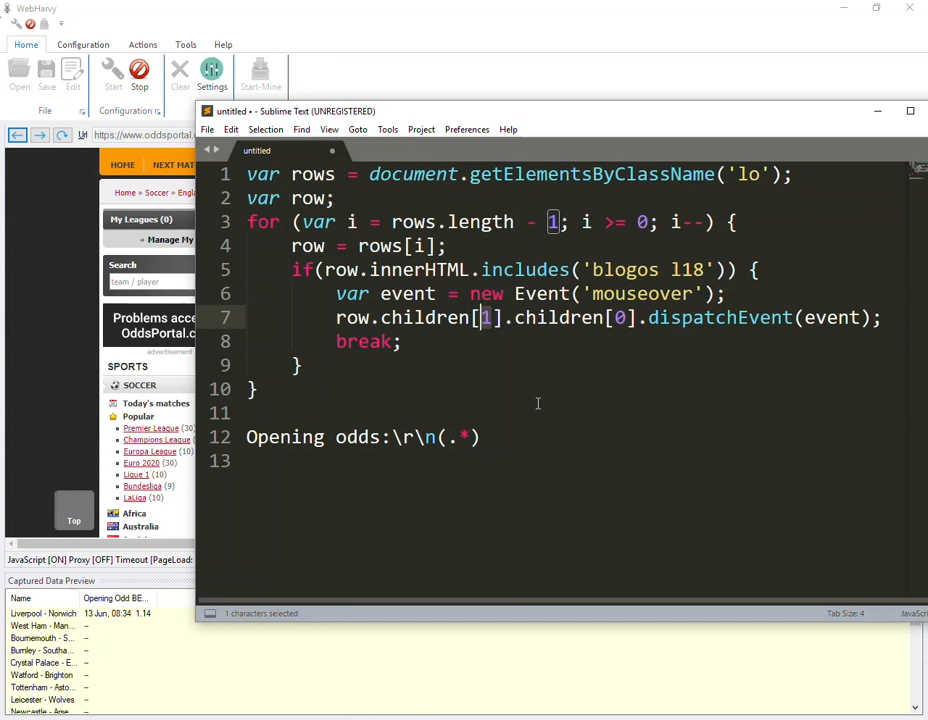 WebHarvy
Home Configuration Actions Tools Help
Open Save Edit Start Stop Clear Settings Start-Mine
File Configuration
Url https://www.oddsportal.c
HOME NEXT MAT
Home » Soccer » Engl
My Leagues (0)
Manage My
Search
team / player
Problems acce
OddsPortal.c
advertisement
SPORTS
SOCCER
Today's matches
Popular
Premier League (30)
Champions League
Europa League (10)
Euro 2020 (30)
Ligue 1 (10)
Bundesliga (9)
LaLiga (10)
Africa
Australia
Top
JavaScript [ON] Proxy [OFF] Timeout [PageLoad:
Captured Data Preview
Name Opening Odd BE...
Liverpool - Norwich 13 Jun, 08:34 1.14
West Ham - Man... --
Bournemouth - S... --
Burnley - Southa... --
Crystal Palace - E... --
Watford - Brighton --
Tottenham - Asto... --
Leicester - Wolves --
Newcastle - Arse... --
untitled • - Sublime Text (UNREGISTERED)
File Edit Selection Find View Goto Tools Project Preferences Help
untitled
1 var rows = document.getElementsByClassName('lo');
2 var row;
3 for (var i = rows.length - 1; i >= 0; i--) {
4 row = rows[i];
5 if(row.innerHTML.includes('blogos l18')) {
6 var event = new Event('mouseover');
7 row.children[1].children[0].dispatchEvent(event);
8 break;
9 }
10 }
11
12 Opening odds:\r\n(.*)
13
1 characters selected Tab Size: 4 JavaScri